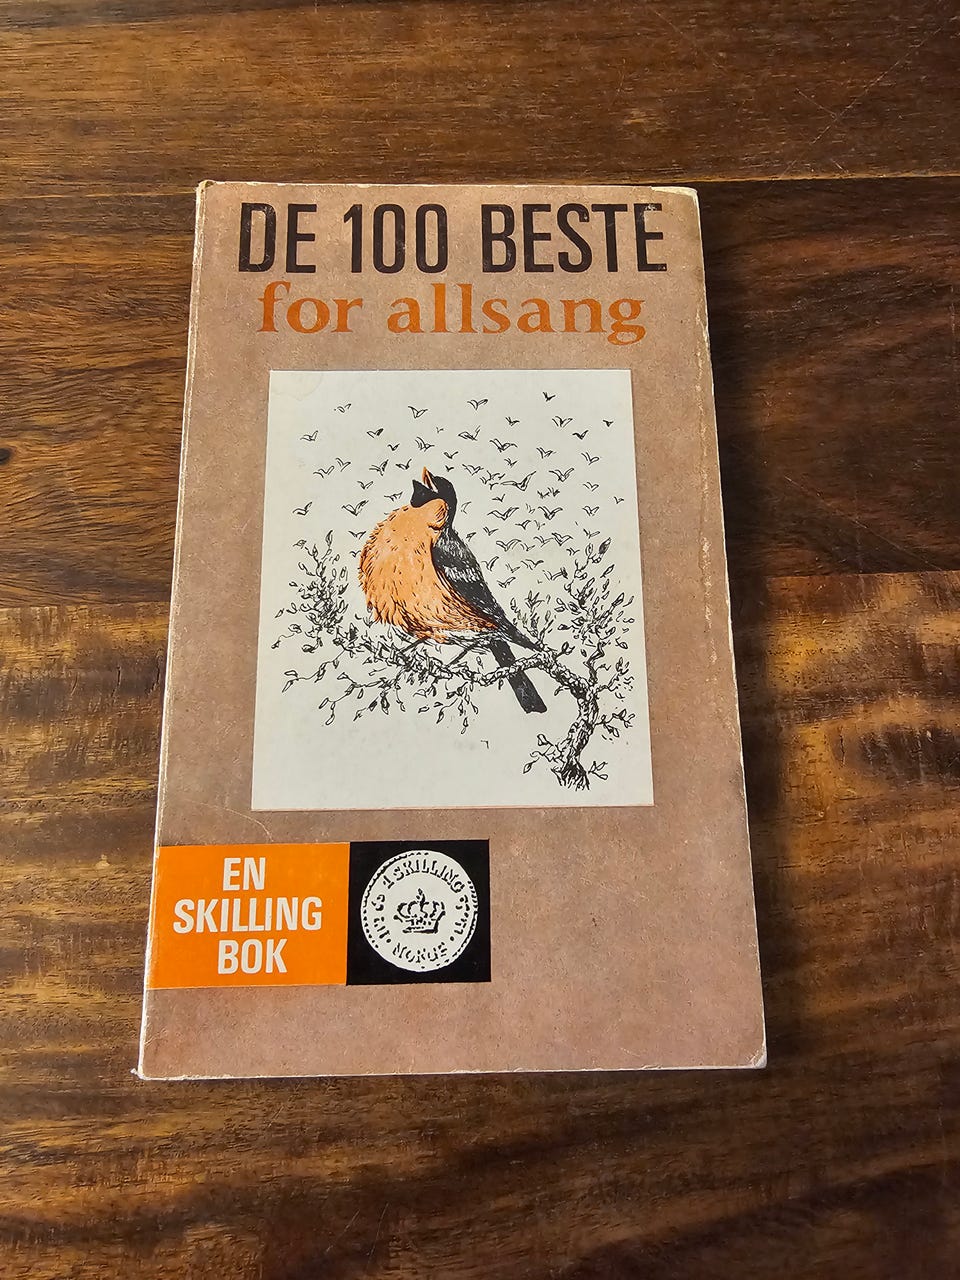 DE 100 BESTE
for allsang
EN
SKILLING
BOK
1 SKILLING
NORGE